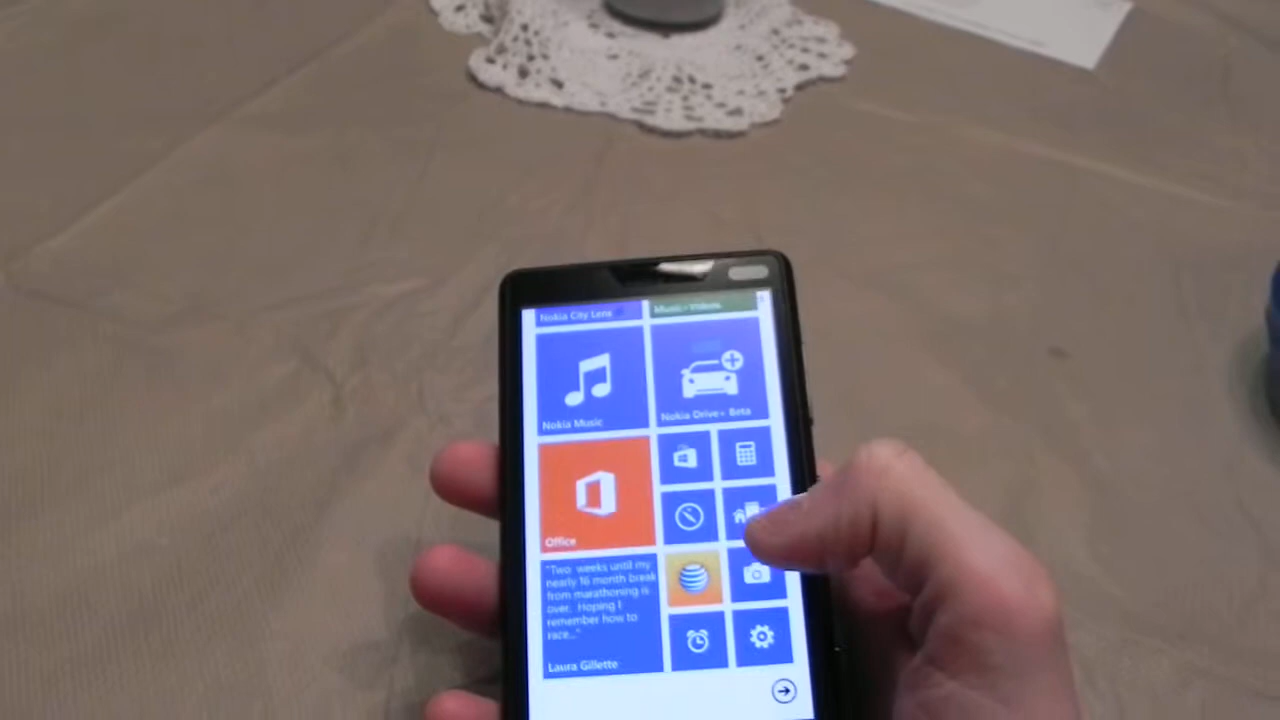 Nokia City Lens
Music+Videos
Nokia Music
Nokia Drive+ Beta
Office
"Two weeks until my
nearly 16 month break
from marathoning is
over. Hoping I
remember how to
race..."
Laura Gillette